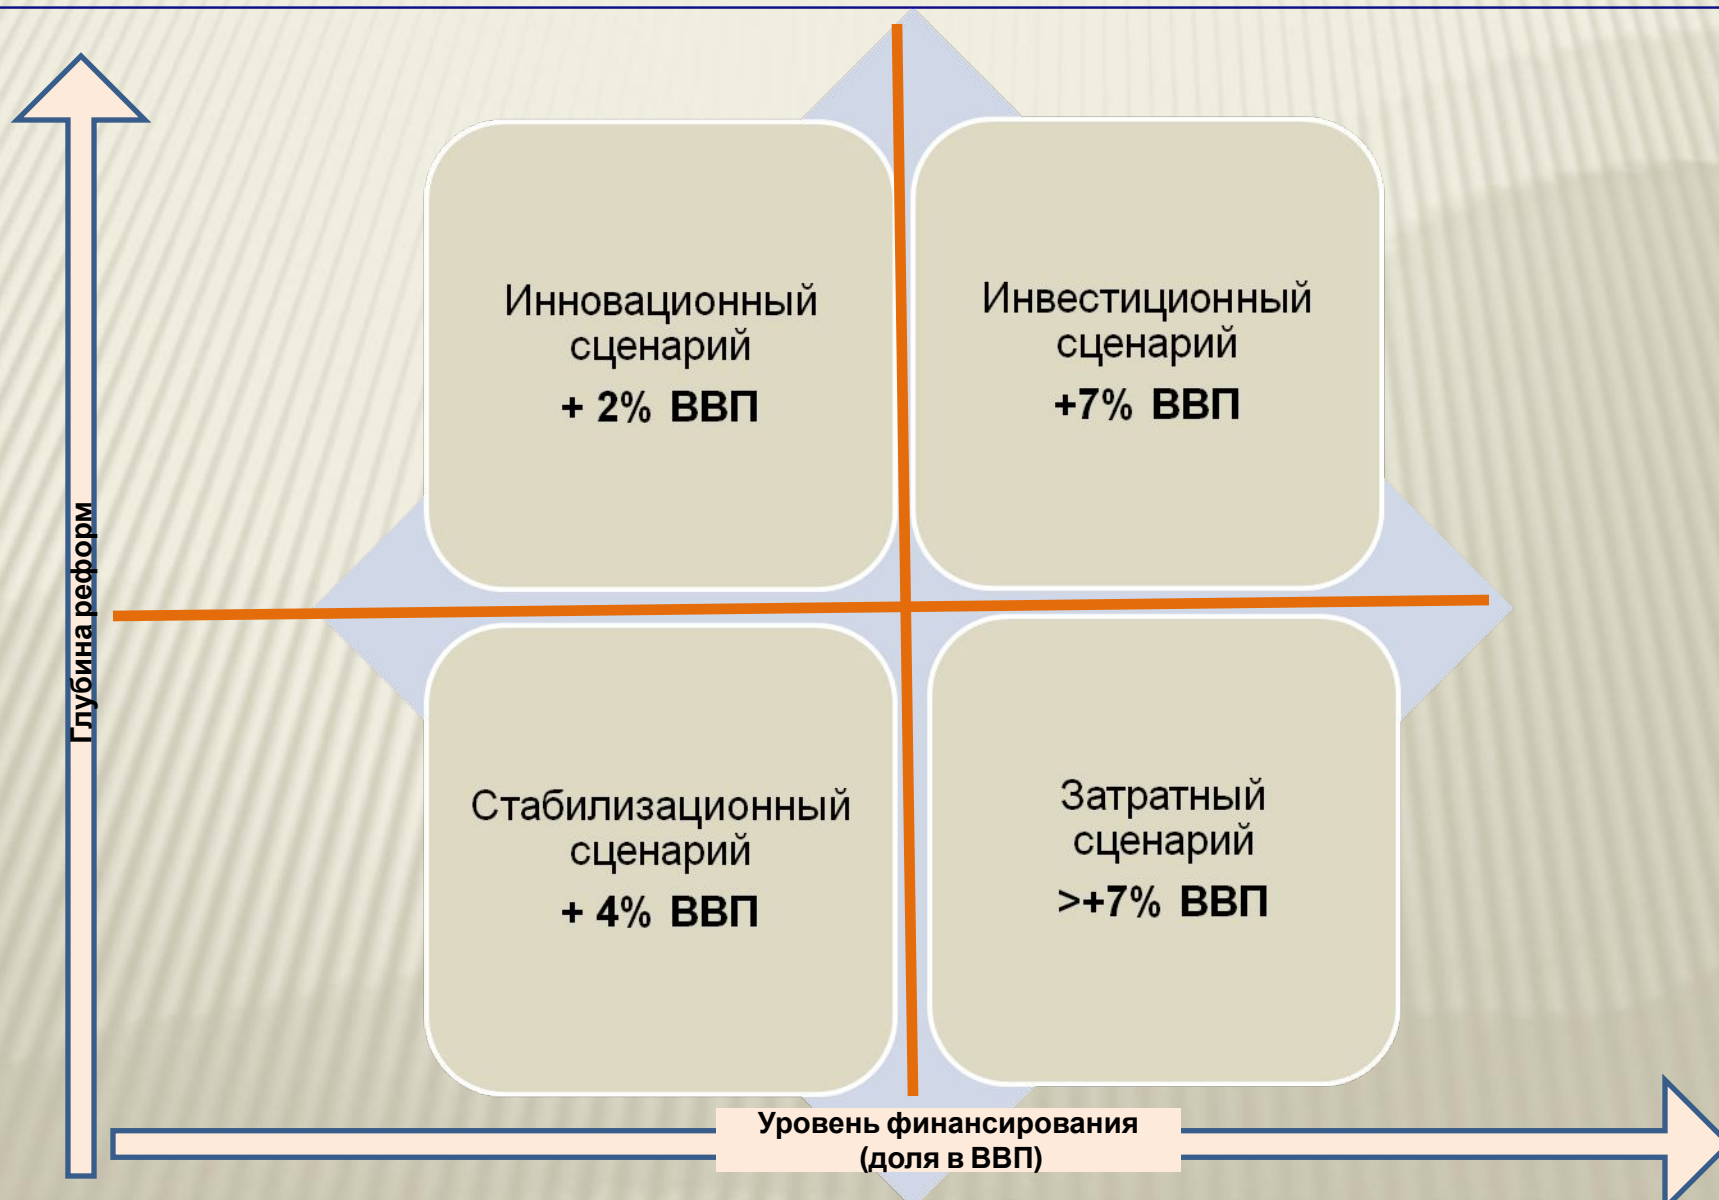 Инновационный
сценарий
+ 2% ВВП
Инвестиционный
сценарий
+7% ВВП
Глубина реформ
Стабилизационный
сценарий
+ 4% ВВП
Затратный
сценарий
>+7% ВВП
Уровень финансирования
(доля в ВВП)